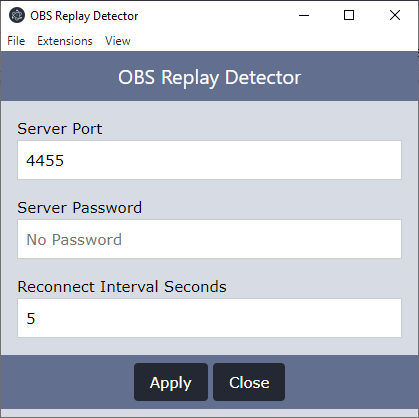 OBS Replay Detector
File Extensions View
OBS Replay Detector
Server Port
4455
Server Password
No Password
Reconnect Interval Seconds
5
Apply Close